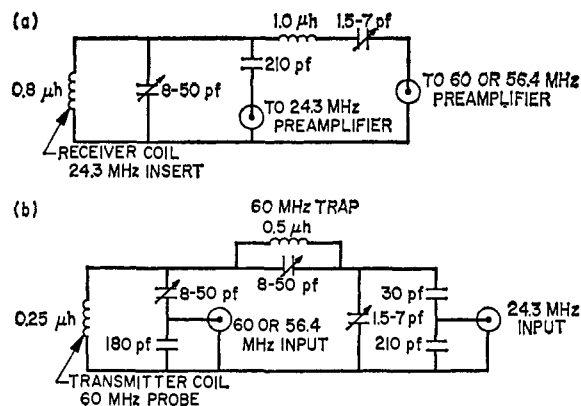 (a)
1.0 μh
1.5-7 pf
210 pf
0.8 μh
8-50 pf
TO 24.3 MHz
PREAMPLIFIER
TO 60 OR 56.4 MHz
PREAMPLIFIER
RECEIVER COIL
24.3 MHz INSERT
(b)
60 MHz TRAP
0.5 μh
8-50 pf
8-50 pf
30 pf
0.25 μh
60 OR 56.4
MHz INPUT
1.5-7 pf
24.3 MHz
INPUT
180 pf
210 pf
TRANSMITTER COIL
60 MHz PROBE